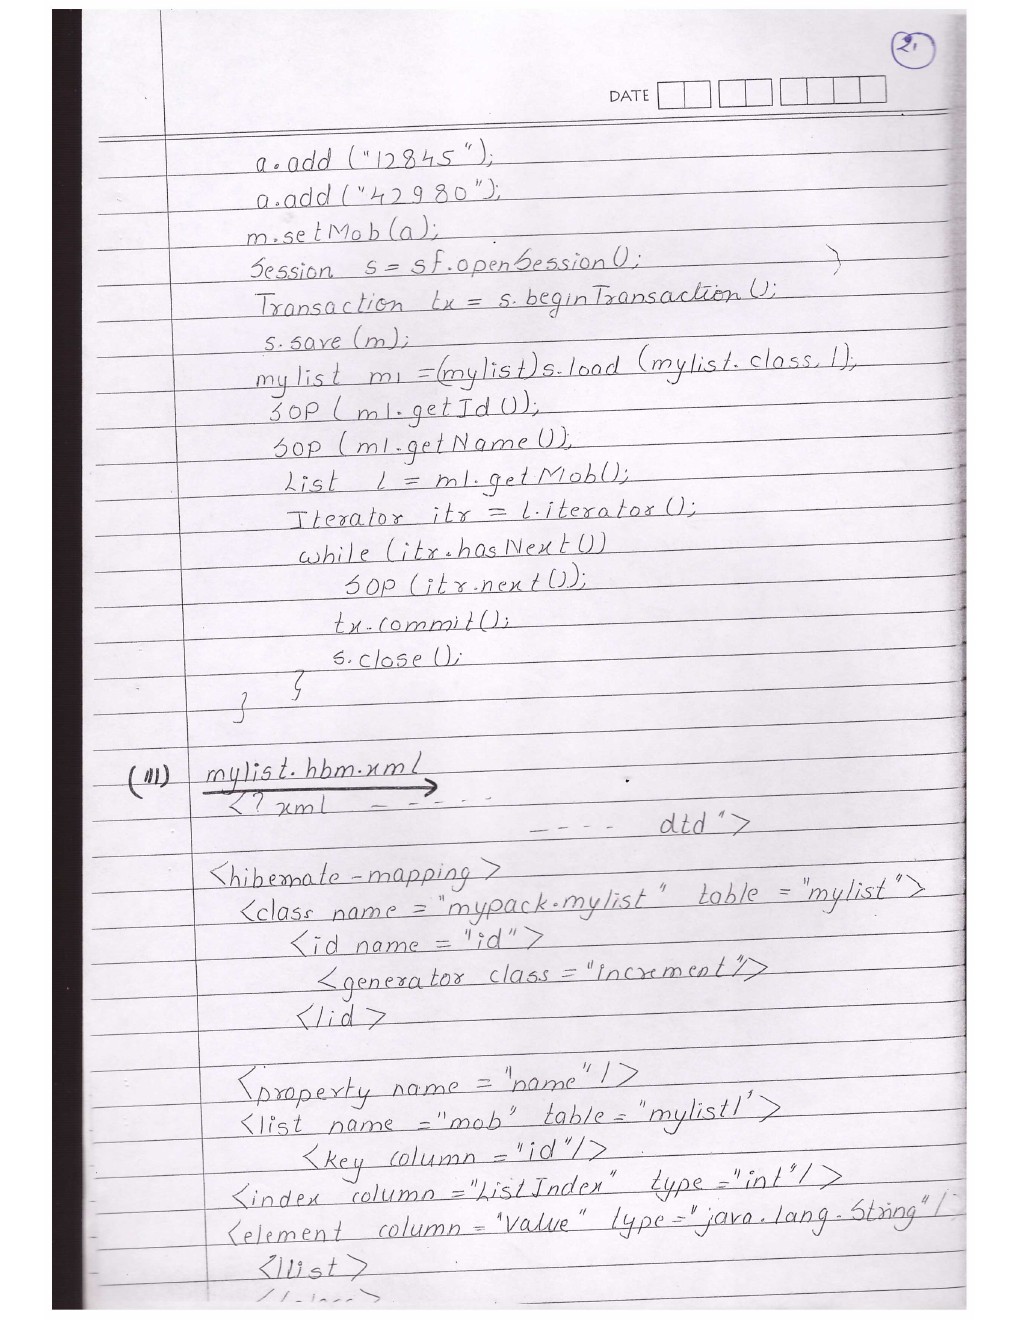 2.
DATE
a.add ("12845");
a.add ("42980");
m.setMob(a);
Session s = sf.openSession();
Transaction tx = s.beginTransaction();
s.save (m);
mylist m1 =(mylist)s.load (mylist.class, 1);
SOP (m1.getId());
SOP (m1.getName());
List l = m1.getMob();
Iterator itr = l.iterator();
while (itr.hasNext())
SOP (itr.next());
tx.commit();
s.close();
}
}
(III) mylist.hbm.xml
<? xml - - - - - -
- - - - dtd">
<hibernate-mapping>
<class name = "mypack.mylist" table = "mylist">
<id name = "id">
<generator class = "increment"/>
</id>
<property name = "name"/>
<list name ="mob" table = "mylist1">
<key column = "id"/>
<index column ="ListIndex" type ="int"/>
<element column = "value" type ="java.lang.String"/>
</list>
</class>